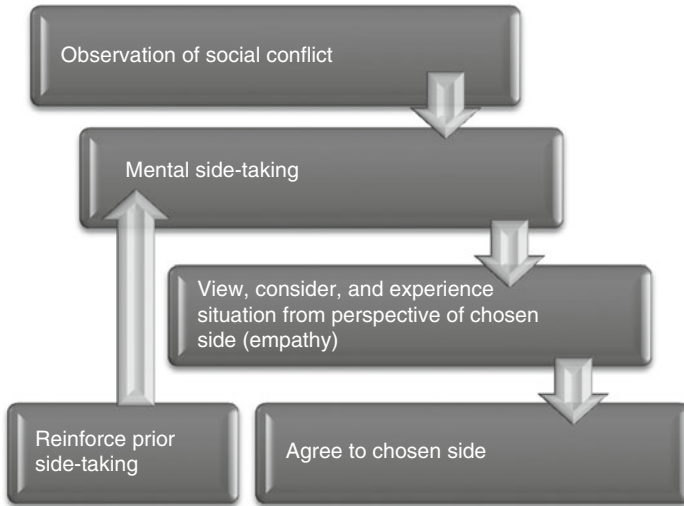 Observation of social conflict
Mental side-taking
View, consider, and experience
situation from perspective of chosen
side (empathy)
Reinforce prior
side-taking
Agree to chosen side